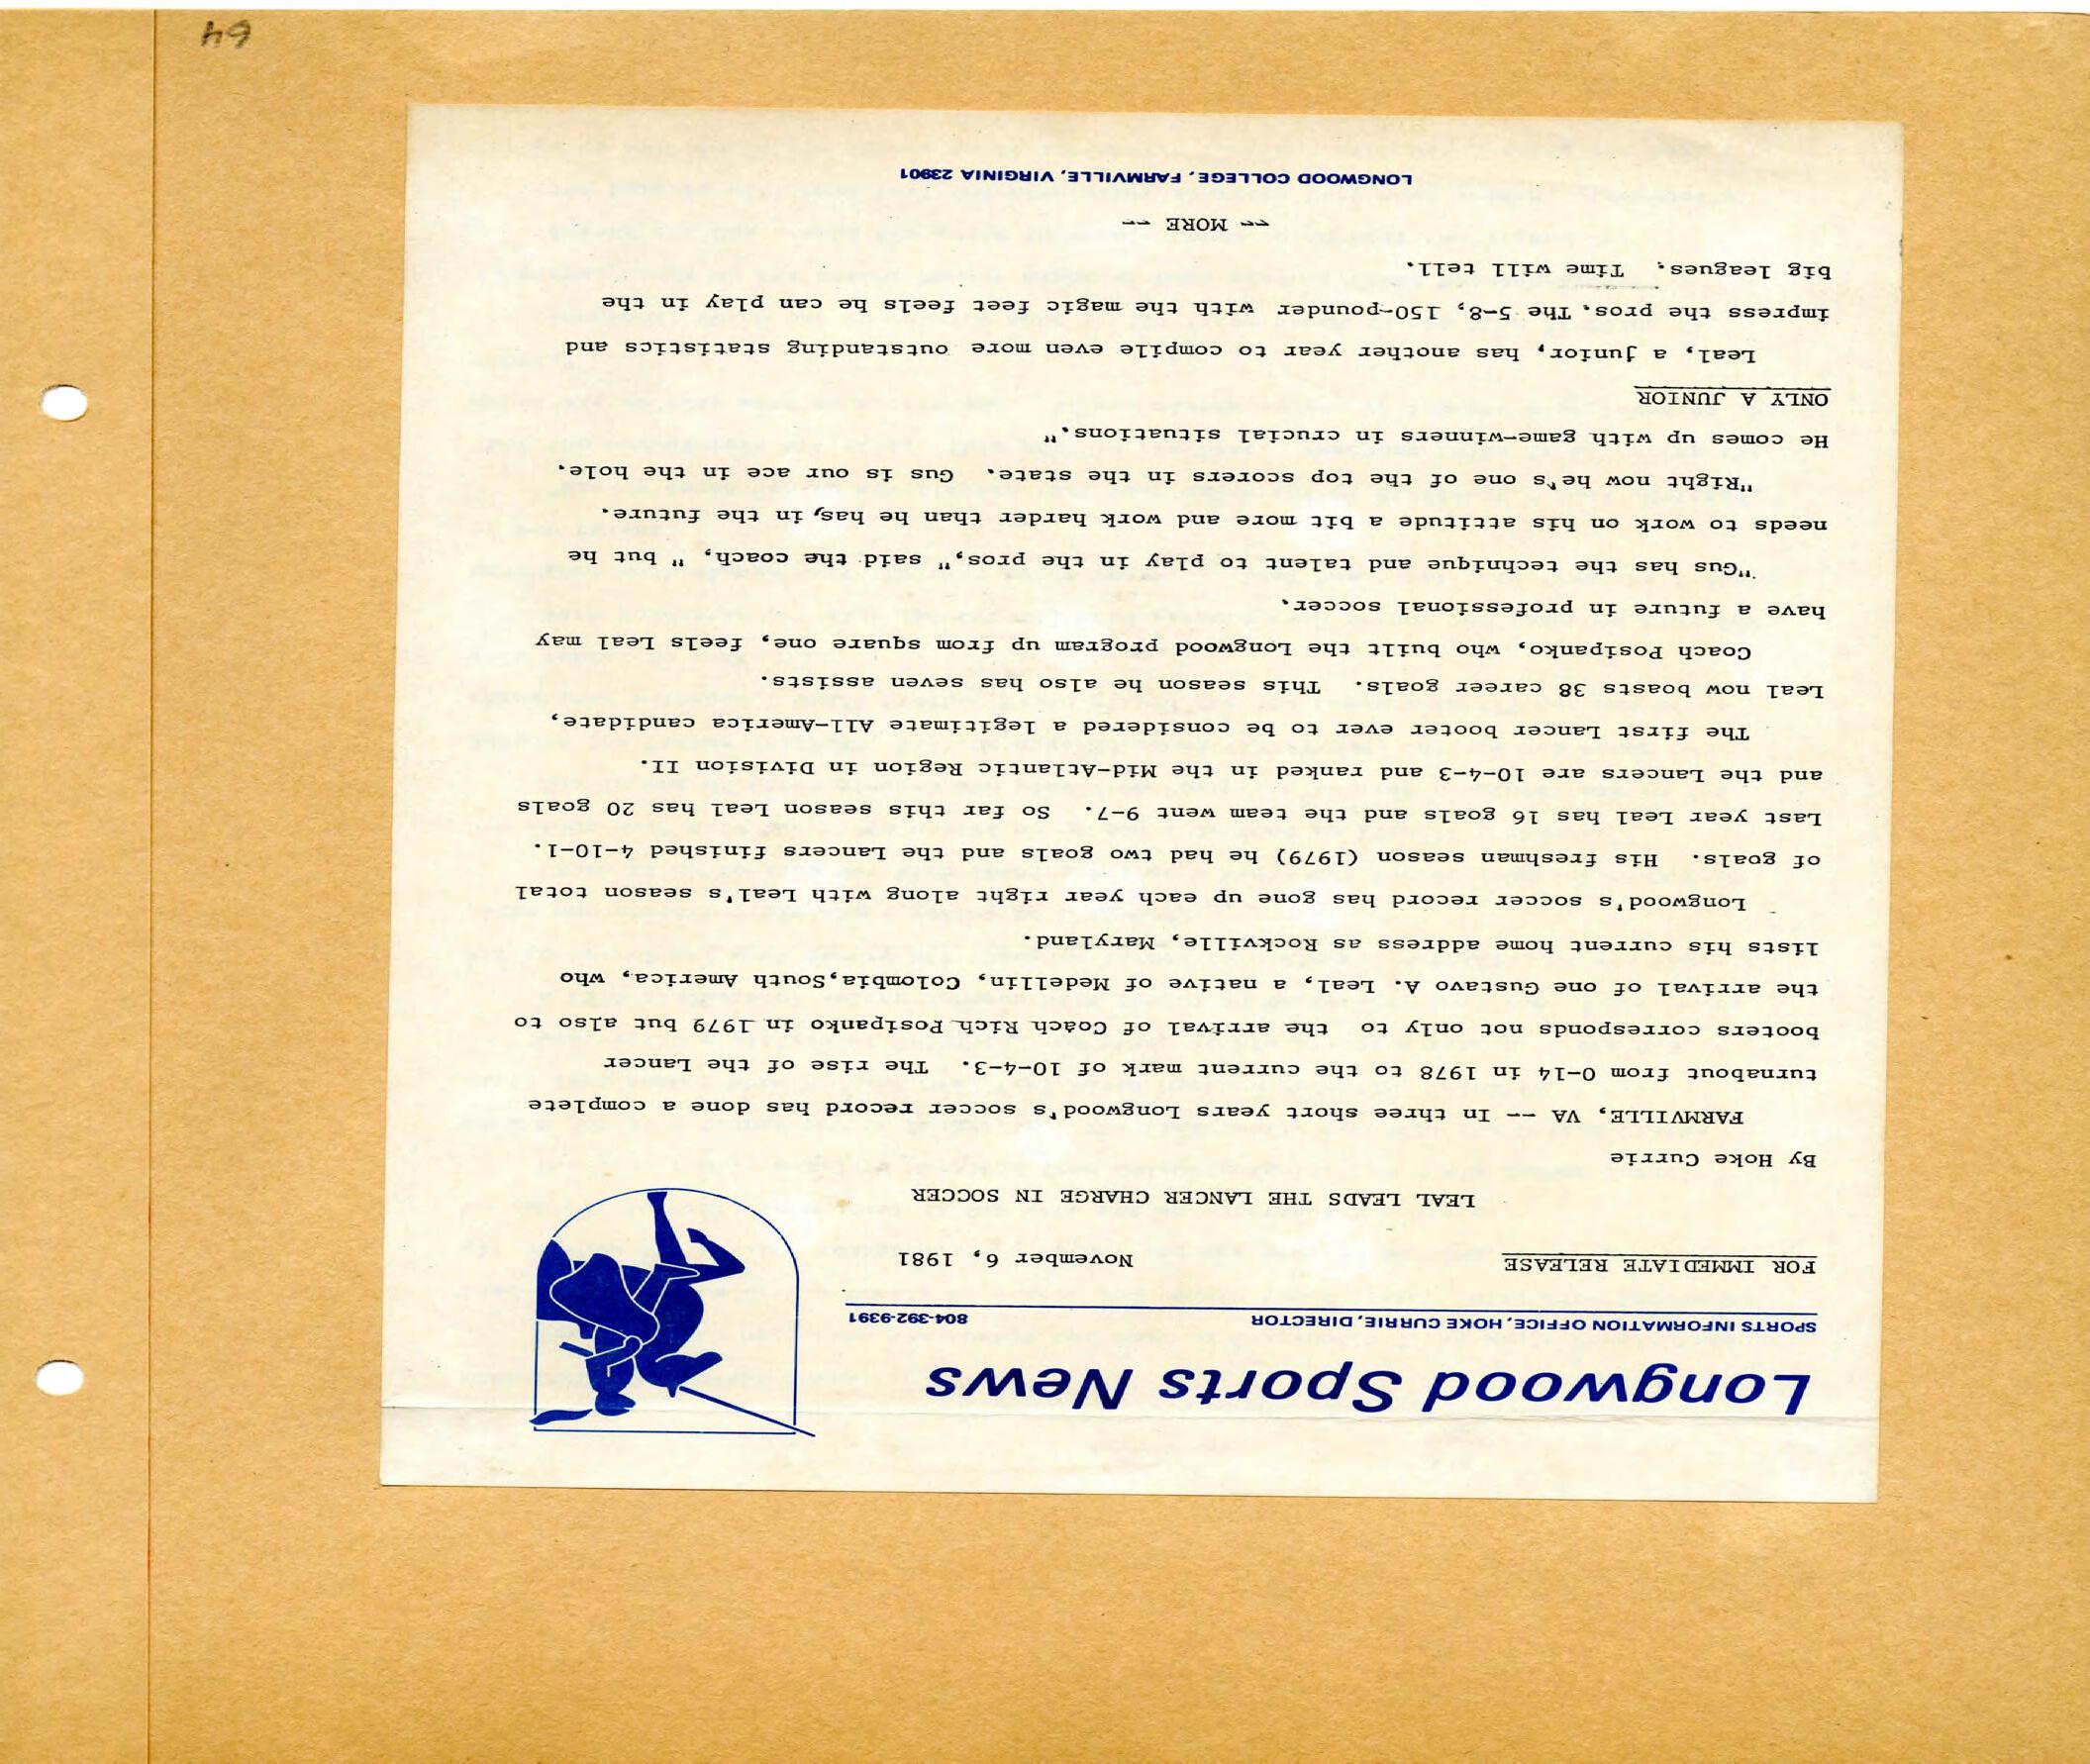 64
Longwood Sports News
SPORTS INFORMATION OFFICE, HOKE CURRIE, DIRECTOR 804-392-9391
FOR IMMEDIATE RELEASE November 6, 1981
LEAL LEADS THE LANCER CHARGE IN SOCCER
By Hoke Currie
FARMVILLE, VA -- In three short years Longwood's soccer record has done a complete
turnabout from 0-14 in 1978 to the current mark of 10-4-3. The rise of the Lancer
booters corresponds not only to the arrival of Coach Rich Posipanko in 1979 but also to
the arrival of one Gustavo A. Leal, a native of Medellin, Colombia,South America, who
lists his current home address as Rockville, Maryland.
Longwood's soccer record has gone up each year right along with Leal's season total
of goals. His freshman season (1979) he had two goals and the Lancers finished 4-10-1.
Last year Leal has 16 goals and the team went 9-7. So far this season Leal has 20 goals
and the Lancers are 10-4-3 and ranked in the Mid-Atlantic Region in Division II.
The first Lancer booter ever to be considered a legitimate All-America candidate,
Leal now boasts 38 career goals. This season he also has seven assists.
Coach Posipanko, who built the Longwood program up from square one, feels Leal may
have a future in professional soccer.
"Gus has the technique and talent to play in the pros," said the coach, " but he
needs to work on his attitude a bit more and work harder than he has, in the future.
"Right now he's one of the top scorers in the state. Gus is our ace in the hole.
He comes up with game-winners in crucial situations."
ONLY A JUNIOR
Leal, a junior, has another year to compile even more outstanding statistics and
impress the pros. The 5-8, 150-pounder with the magic feet feels he can play in the
big leagues. Time will tell.
-- MORE --
LONGWOOD COLLEGE, FARMVILLE, VIRGINIA 23901